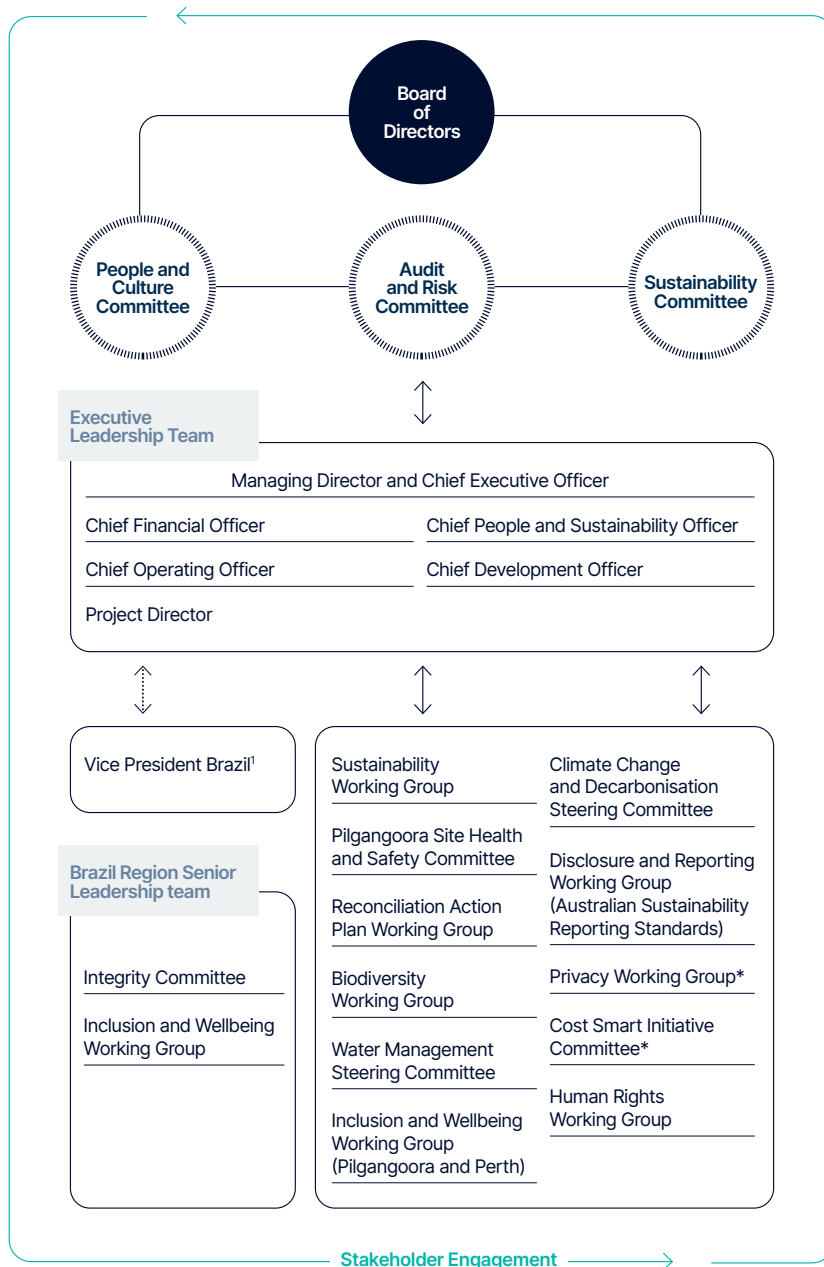 Board
of
Directors
People and
Culture
Committee
Audit
and Risk
Committee
Sustainability
Committee
Executive
Leadership Team
Managing Director and Chief Executive Officer
Chief Financial Officer
Chief People and Sustainability Officer
Chief Operating Officer
Chief Development Officer
Project Director
Vice President Brazil¹
Brazil Region Senior
Leadership team
Integrity Committee
Inclusion and Wellbeing
Working Group
Sustainability
Working Group
Pilgangoora Site Health
and Safety Committee
Reconciliation Action
Plan Working Group
Biodiversity
Working Group
Water Management
Steering Committee
Inclusion and Wellbeing
Working Group
(Pilgangoora and Perth)
Climate Change
and Decarbonisation
Steering Committee
Disclosure and Reporting
Working Group
(Australian Sustainability
Reporting Standards)
Privacy Working Group*
Cost Smart Initiative
Committee*
Human Rights
Working Group
Stakeholder Engagement